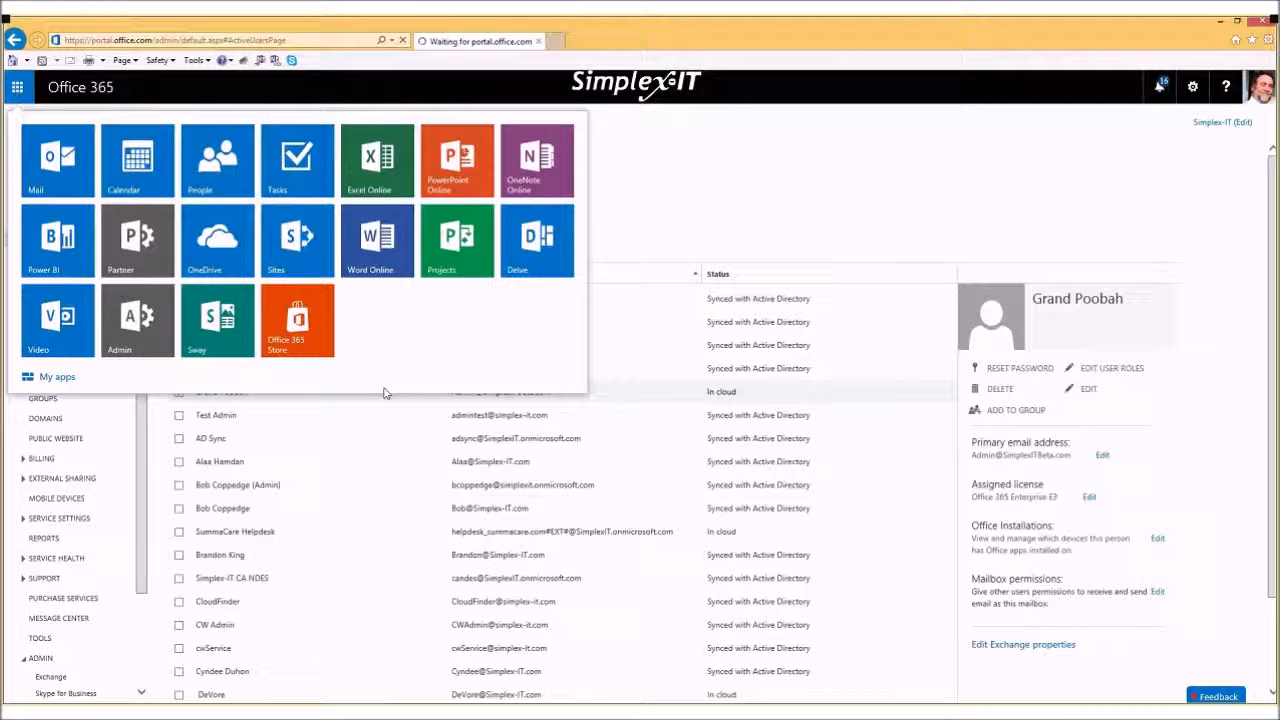 https://portal.office.com/admin/default.aspx#ActiveUsersPage
Waiting for portal.office.com
Page
Safety
Tools
Office 365
Simplex-IT
16
?
Simplex-IT (Edit)
Mail
Calendar
People
Tasks
Excel Online
PowerPoint Online
OneNote Online
Power BI
Partner
OneDrive
Sites
Word Online
Projects
Delve
Video
Admin
Sway
Office 365 Store
My apps
GROUPS
DOMAINS
PUBLIC WEBSITE
BILLING
EXTERNAL SHARING
MOBILE DEVICES
SERVICE SETTINGS
REPORTS
SERVICE HEALTH
SUPPORT
PURCHASE SERVICES
MESSAGE CENTER
TOOLS
ADMIN
Exchange
Skype for Business
Status
Synced with Active Directory
Synced with Active Directory
Synced with Active Directory
Synced with Active Directory
In cloud
Test Admin admintest@simplex-it.com Synced with Active Directory
AD Sync adsync@SimplexIT.onmicrosoft.com Synced with Active Directory
Alaa Hamdan Alaa@Simplex-IT.com Synced with Active Directory
Bob Coppedge (Admin) bcoppedge@simplexit.onmicrosoft.com Synced with Active Directory
Bob Coppedge Bob@Simplex-IT.com Synced with Active Directory
SummaCare Helpdesk helpdesk_summacare.com#EXT#@SimplexIT.onmicrosoft.com In cloud
Brandon King Brandon@Simplex-IT.com Synced with Active Directory
Simplex-IT CA NDES candes@SimplexIT.onmicrosoft.com Synced with Active Directory
CloudFinder CloudFinder@simplex-it.com Synced with Active Directory
CW Admin CWAdmin@simplex-it.com Synced with Active Directory
cwService cwService@simplex-it.com Synced with Active Directory
Cyndee Duhon Cyndee@Simplex-IT.com Synced with Active Directory
DeVore DeVore@Simplex-IT.com In cloud
Grand Poobah
RESET PASSWORD
EDIT USER ROLES
DELETE
EDIT
ADD TO GROUP
Primary email address:
Admin@SimplexITBeta.com Edit
Assigned license
Office 365 Enterprise E3 Edit
Office Installations:
View and manage which devices this person Edit
has Office apps installed on.
Mailbox permissions:
Give other users permissions to receive and send Edit
email as this mailbox.
Edit Exchange properties
Feedback